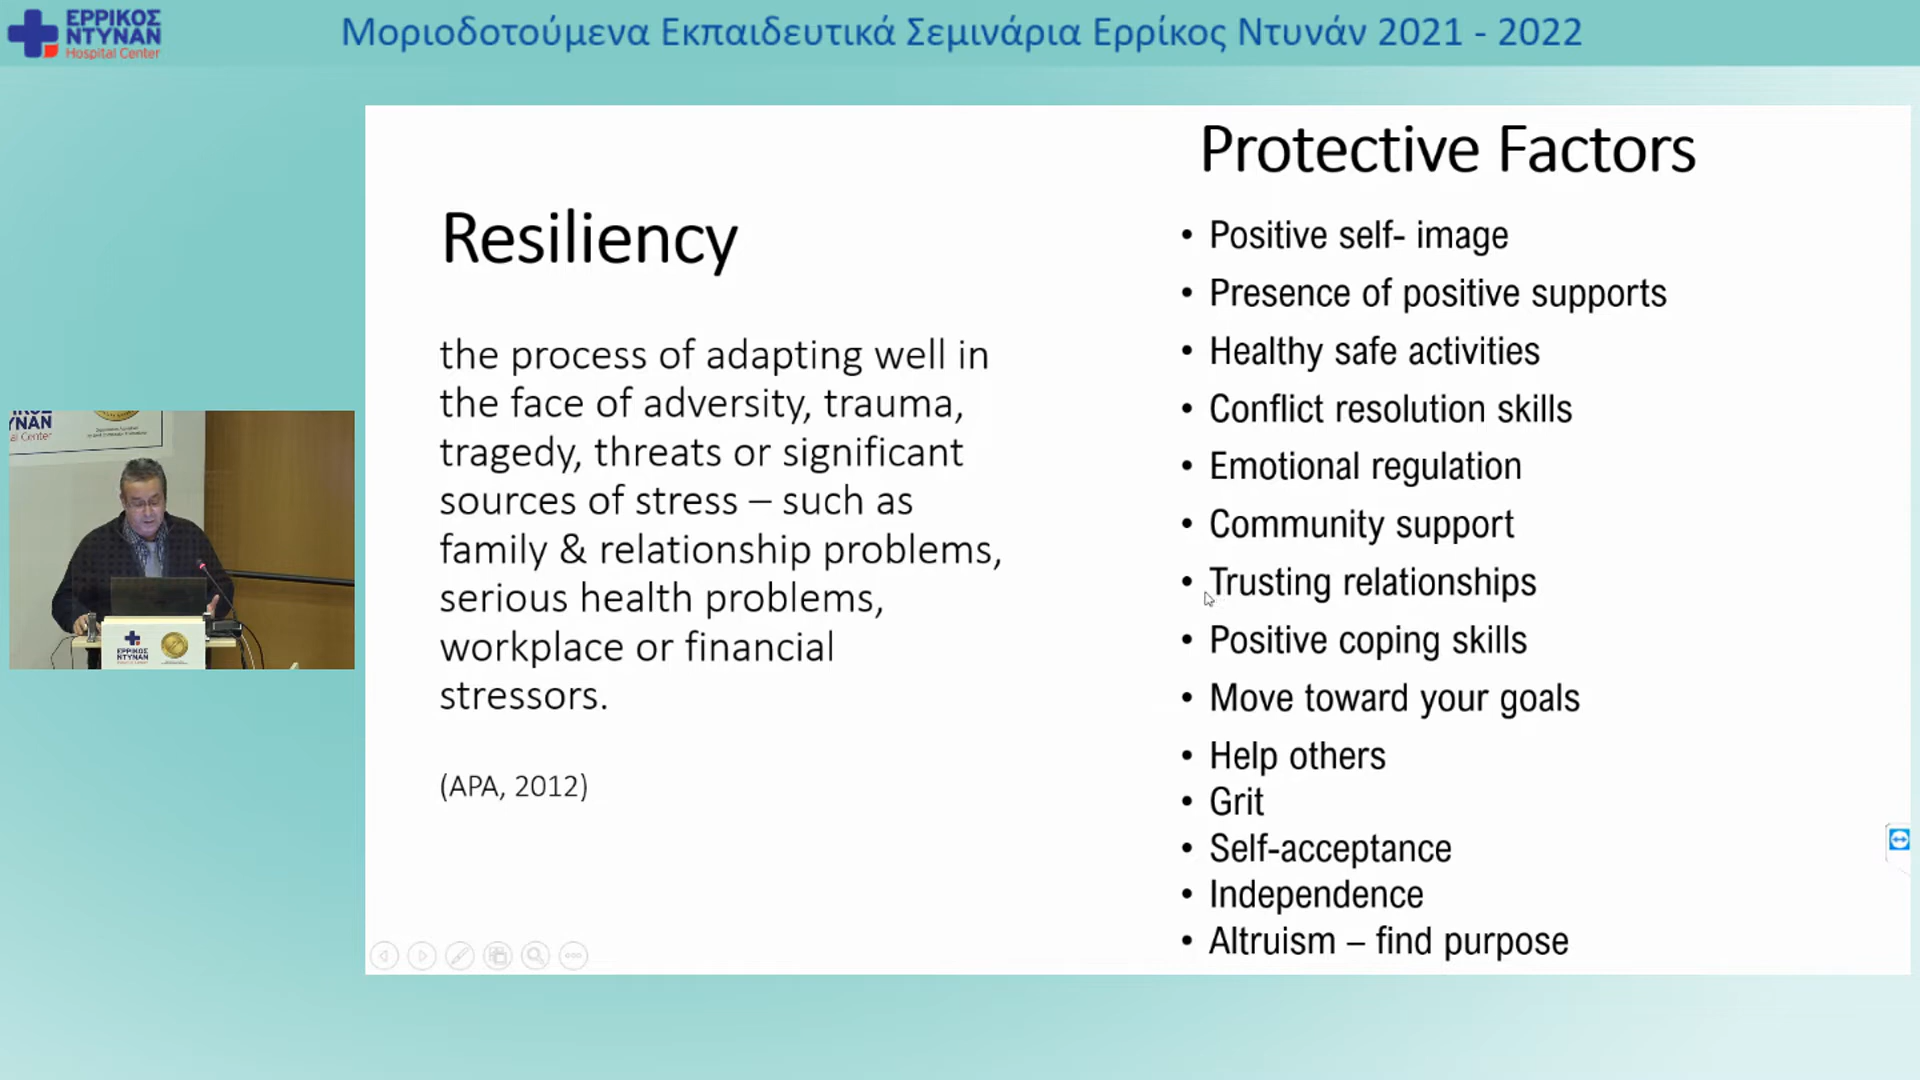 ΕΡΡΙΚΟΣ
ΝΤΥΝΑΝ
Hospital Center
Μοριοδοτούμενα Εκπαιδευτικά Σεμινάρια Ερρίκος Ντυνάν 2021 - 2022
Resiliency
the process of adapting well in
the face of adversity, trauma,
tragedy, threats or significant
sources of stress – such as
family & relationship problems,
serious health problems,
workplace or financial
stressors.
(APA, 2012)
Protective Factors
• Positive self- image
• Presence of positive supports
• Healthy safe activities
• Conflict resolution skills
• Emotional regulation
• Community support
• Trusting relationships
• Positive coping skills
• Move toward your goals
• Help others
• Grit
• Self-acceptance
• Independence
• Altruism – find purpose
ΕΡΡΙΚΟΣ
ΝΤΥΝΑΝ
Hospital Center